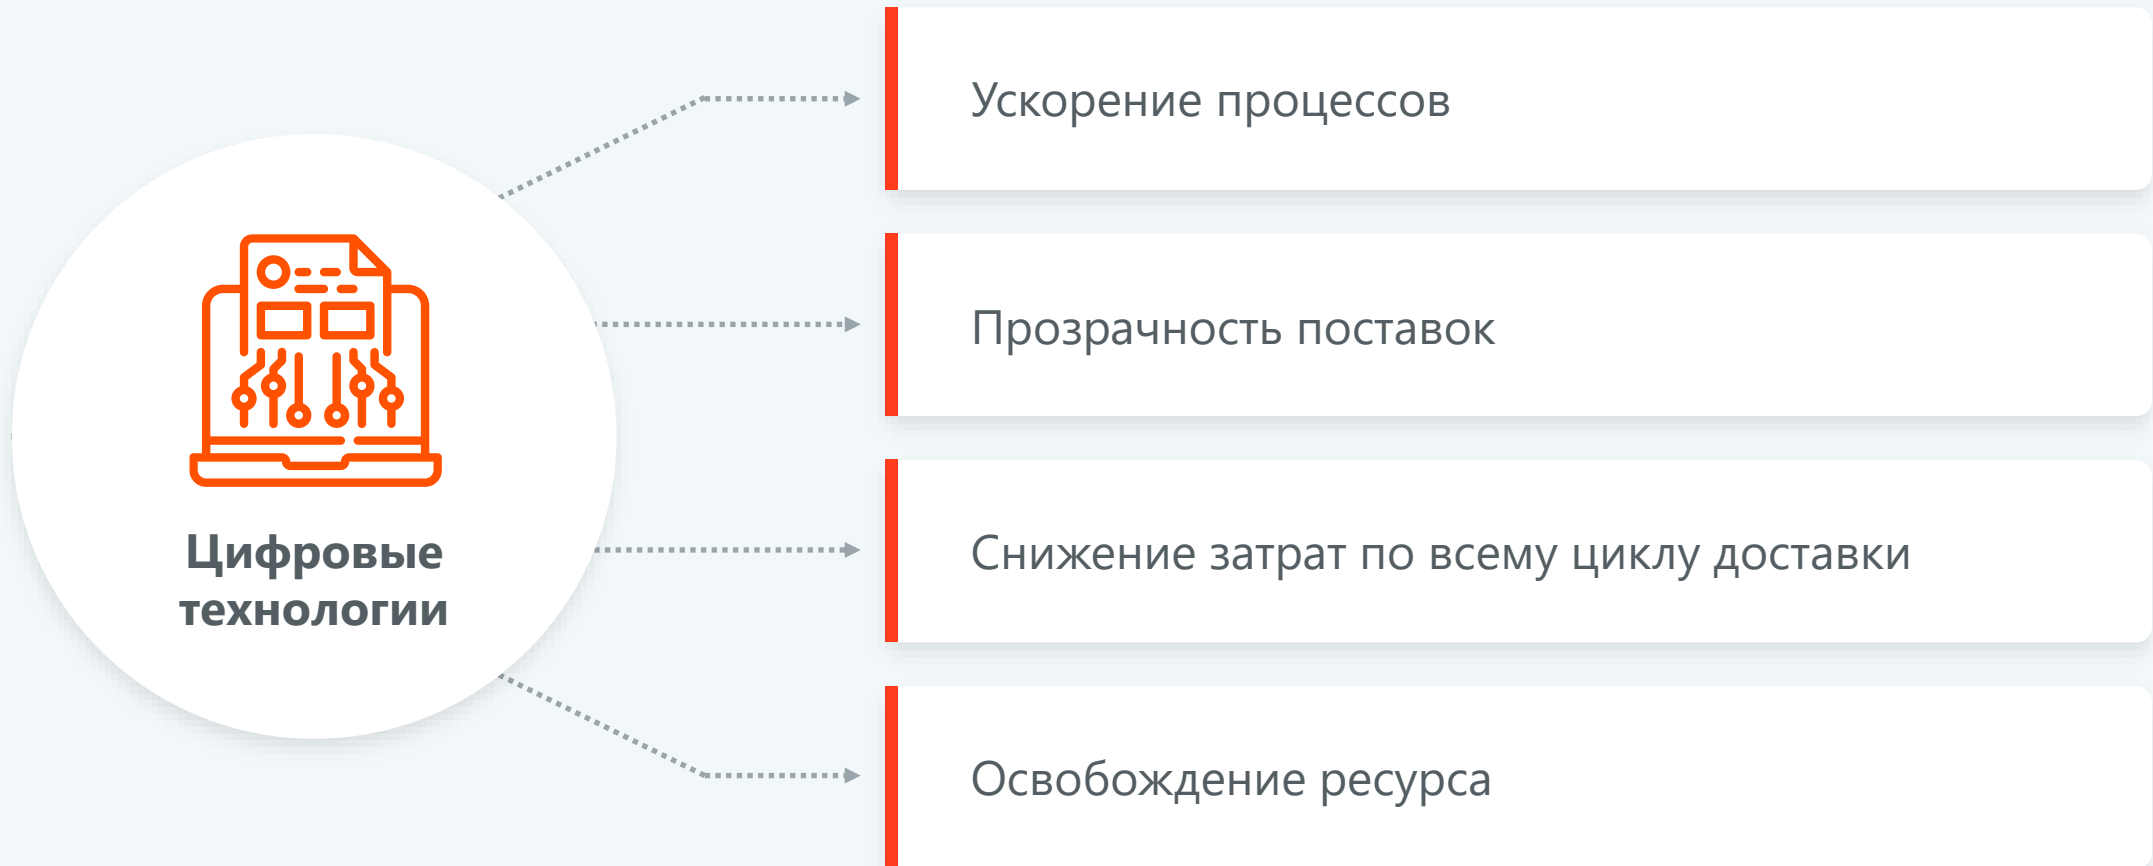 Цифровые
технологии
Ускорение процессов
Прозрачность поставок
Снижение затрат по всему циклу доставки
Освобождение ресурса